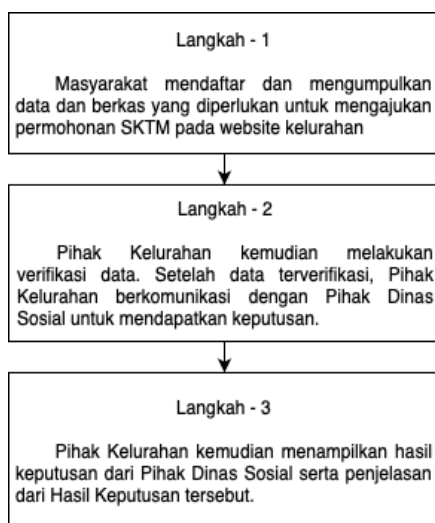 Langkah - 1
Masyarakat mendaftar dan mengumpulkan
data dan berkas yang diperlukan untuk mengajukan
permohonan SKTM pada website kelurahan
Langkah - 2
Pihak Kelurahan kemudian melakukan
verifikasi data. Setelah data terverifikasi, Pihak
Kelurahan berkomunikasi dengan Pihak Dinas
Sosial untuk mendapatkan keputusan.
Langkah - 3
Pihak Kelurahan kemudian menampilkan hasil
keputusan dari Pihak Dinas Sosial serta penjelasan
dari Hasil Keputusan tersebut.